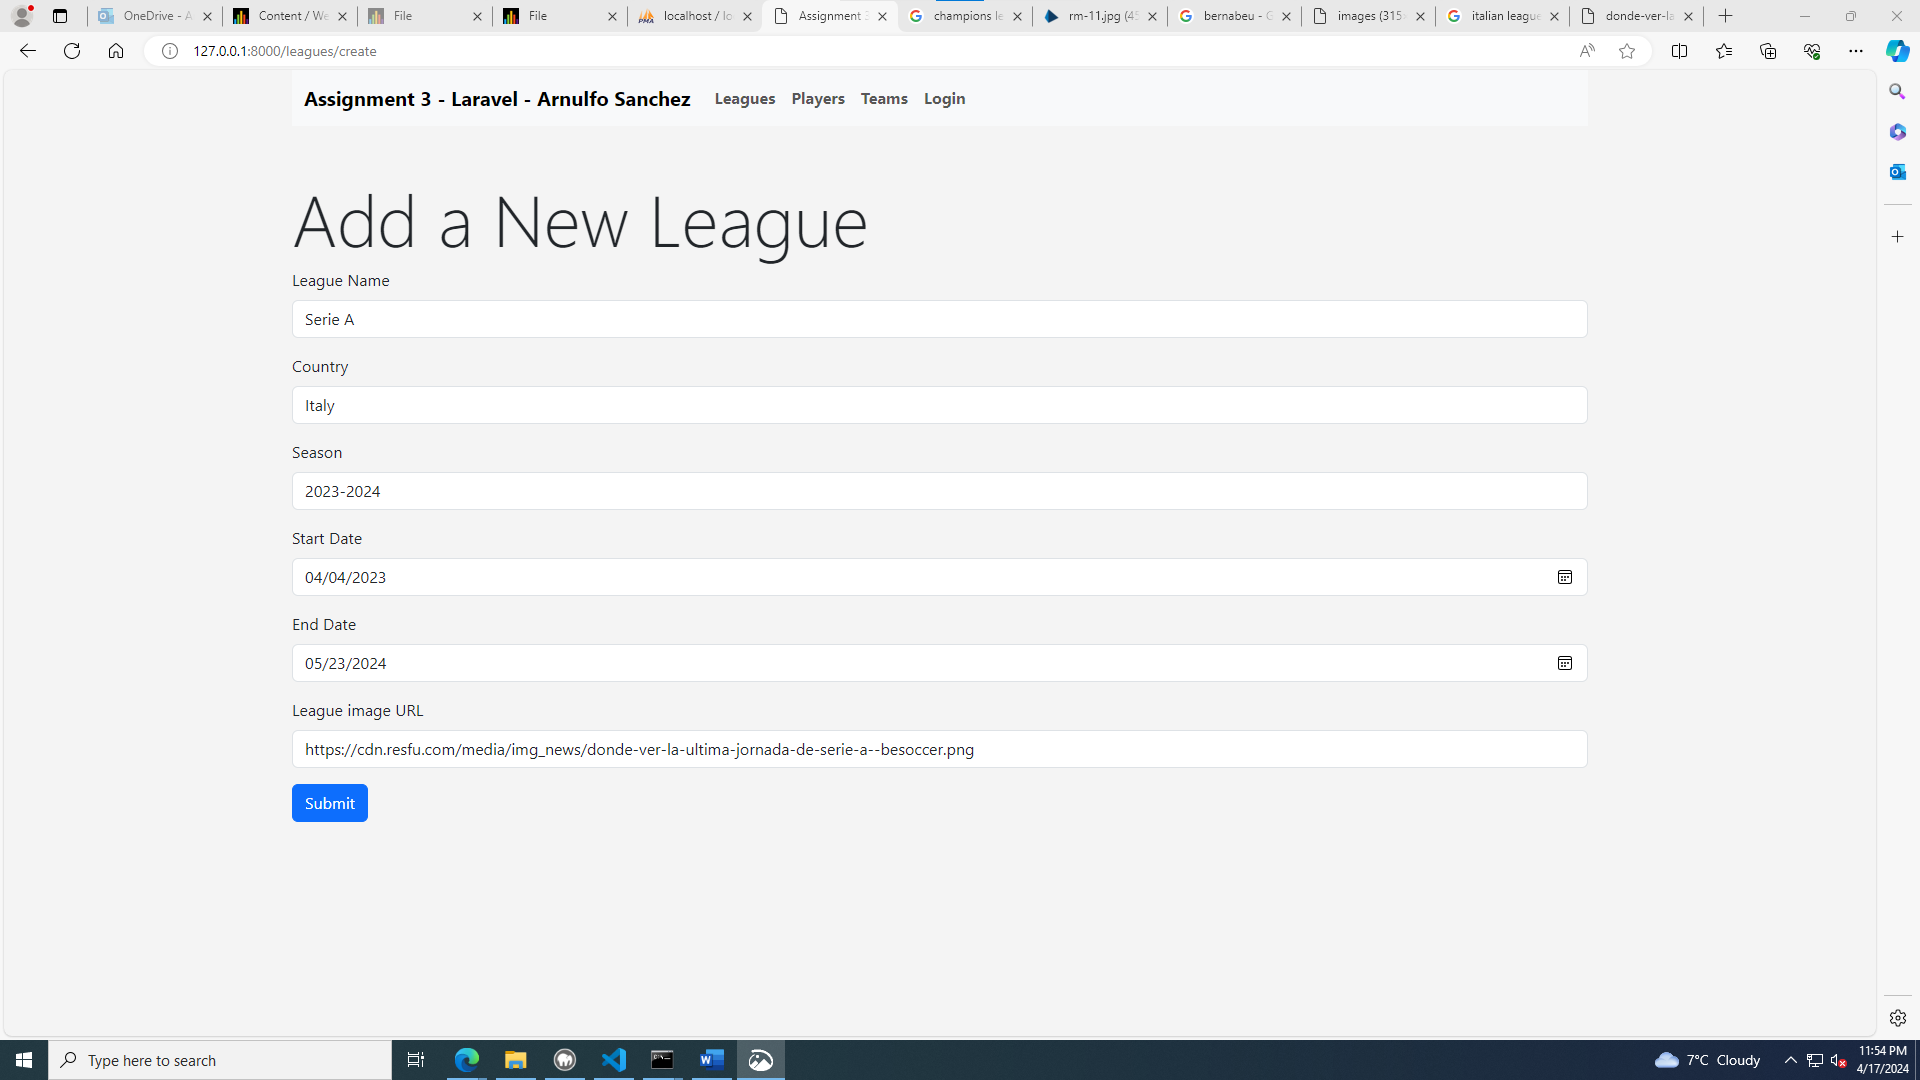 OneDrive - A
Content / We
File
File
localhost / lo
Assignment 3
champions le
rm-11.jpg (45
bernabeu - G
images (315×
italian league
donde-ver-la
127.0.0.1:8000/leagues/create
Assignment 3 - Laravel - Arnulfo Sanchez
Leagues
Players
Teams
Login
Add a New League
League Name
Serie A
Country
Italy
Season
2023-2024
Start Date
04/04/2023
End Date
05/23/2024
League image URL
https://cdn.resfu.com/media/img_news/donde-ver-la-ultima-jornada-de-serie-a--besoccer.png
Submit
Type here to search
7°C Cloudy
11:54 PM
4/17/2024